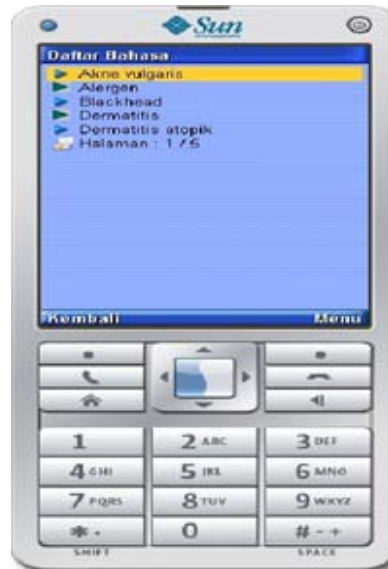 Sun
Daftar Bahasa
Akne vulgaris
Alergen
Blackhead
Dermatitis
Dermatitis atopik
Halaman : 1 / 6
Kembali Menu
1 2 ABC 3 DEF
4 GHI 5 JKL 6 MNO
7 PQRS 8 TUV 9 WXYZ
* . 0 # - +
SHIFT SPACE